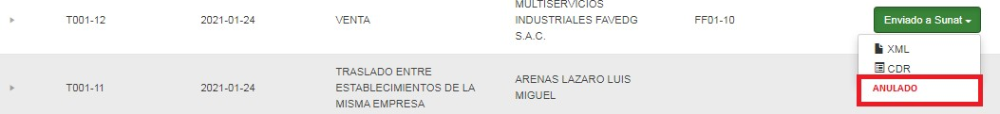 MULTISERVICIOS
T001-12 2021-01-24 VENTA INDUSTRIALES FAVEDG FF01-10 Enviado a Sunat
S.A.C.
XML
CDR
TRASLADO ENTRE
ESTABLECIMIENTOS DE LA
MISMA EMPRESA
T001-11 2021-01-24 ARENAS LAZARO LUIS
MIGUEL
ANULADO